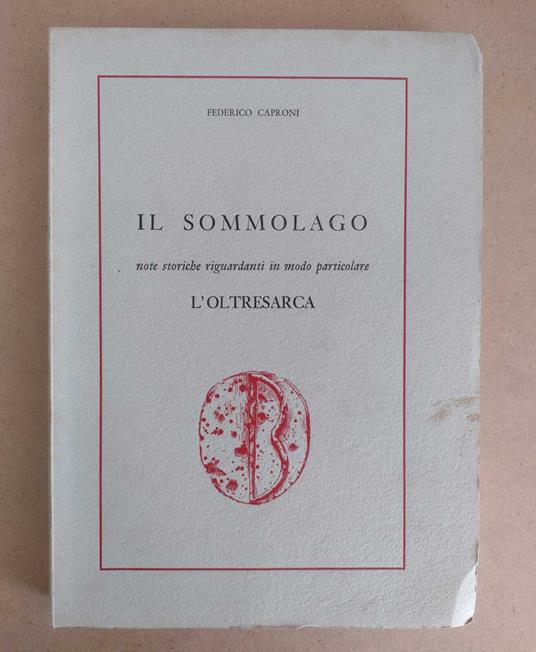 FEDERICO CAPRONI
IL SOMMOLAGO
note storiche riguardanti in modo particolare
L'OLTRESARCA
B